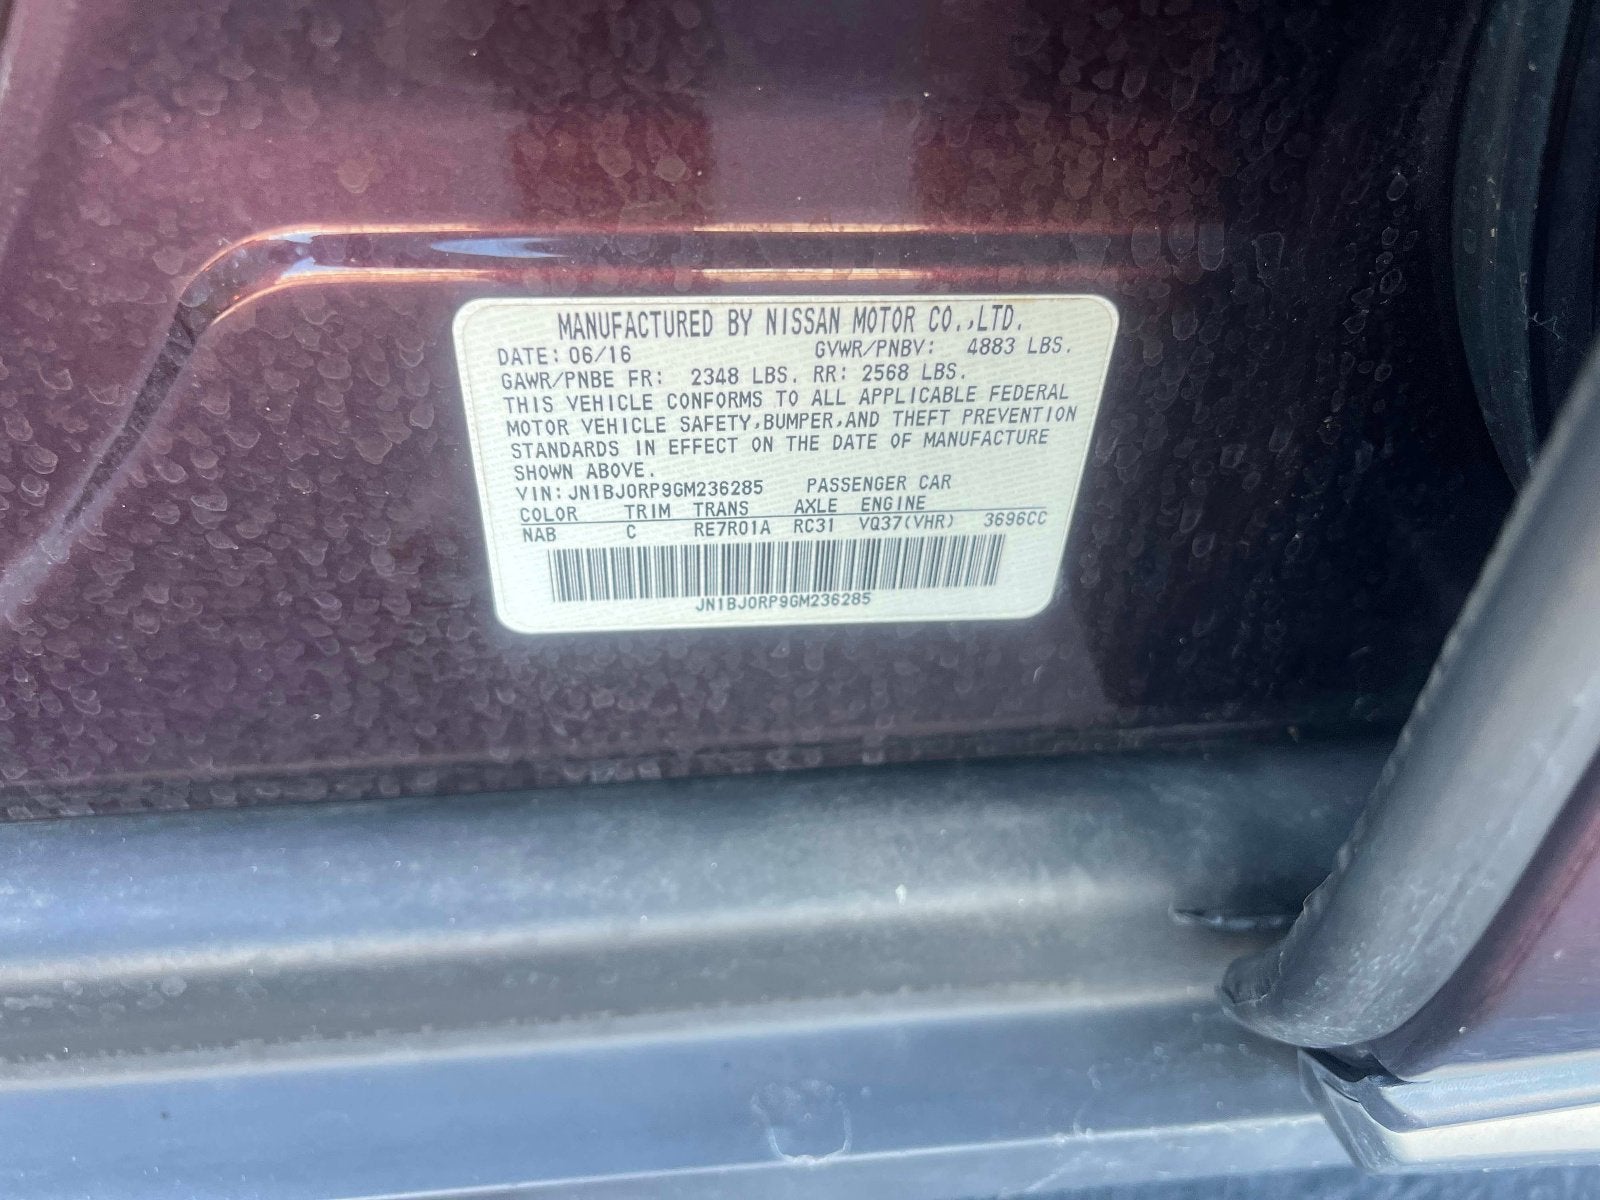 MANUFACTURED BY NISSAN MOTOR CO.,LTD.
DATE: 06/16 GVWR/PNBV: 4883 LBS.
GAWR/PNBE FR: 2348 LBS. RR: 2568 LBS.
THIS VEHICLE CONFORMS TO ALL APPLICABLE FEDERAL
MOTOR VEHICLE SAFETY,BUMPER,AND THEFT PREVENTION
STANDARDS IN EFFECT ON THE DATE OF MANUFACTURE
SHOWN ABOVE.
VIN: JN1BJ0RP9GM236285 PASSENGER CAR
COLOR TRIM TRANS AXLE ENGINE
NAB C RE7R01A RC31 VQ37(VHR) 3696CC
JN1BJ0RP9GM236285